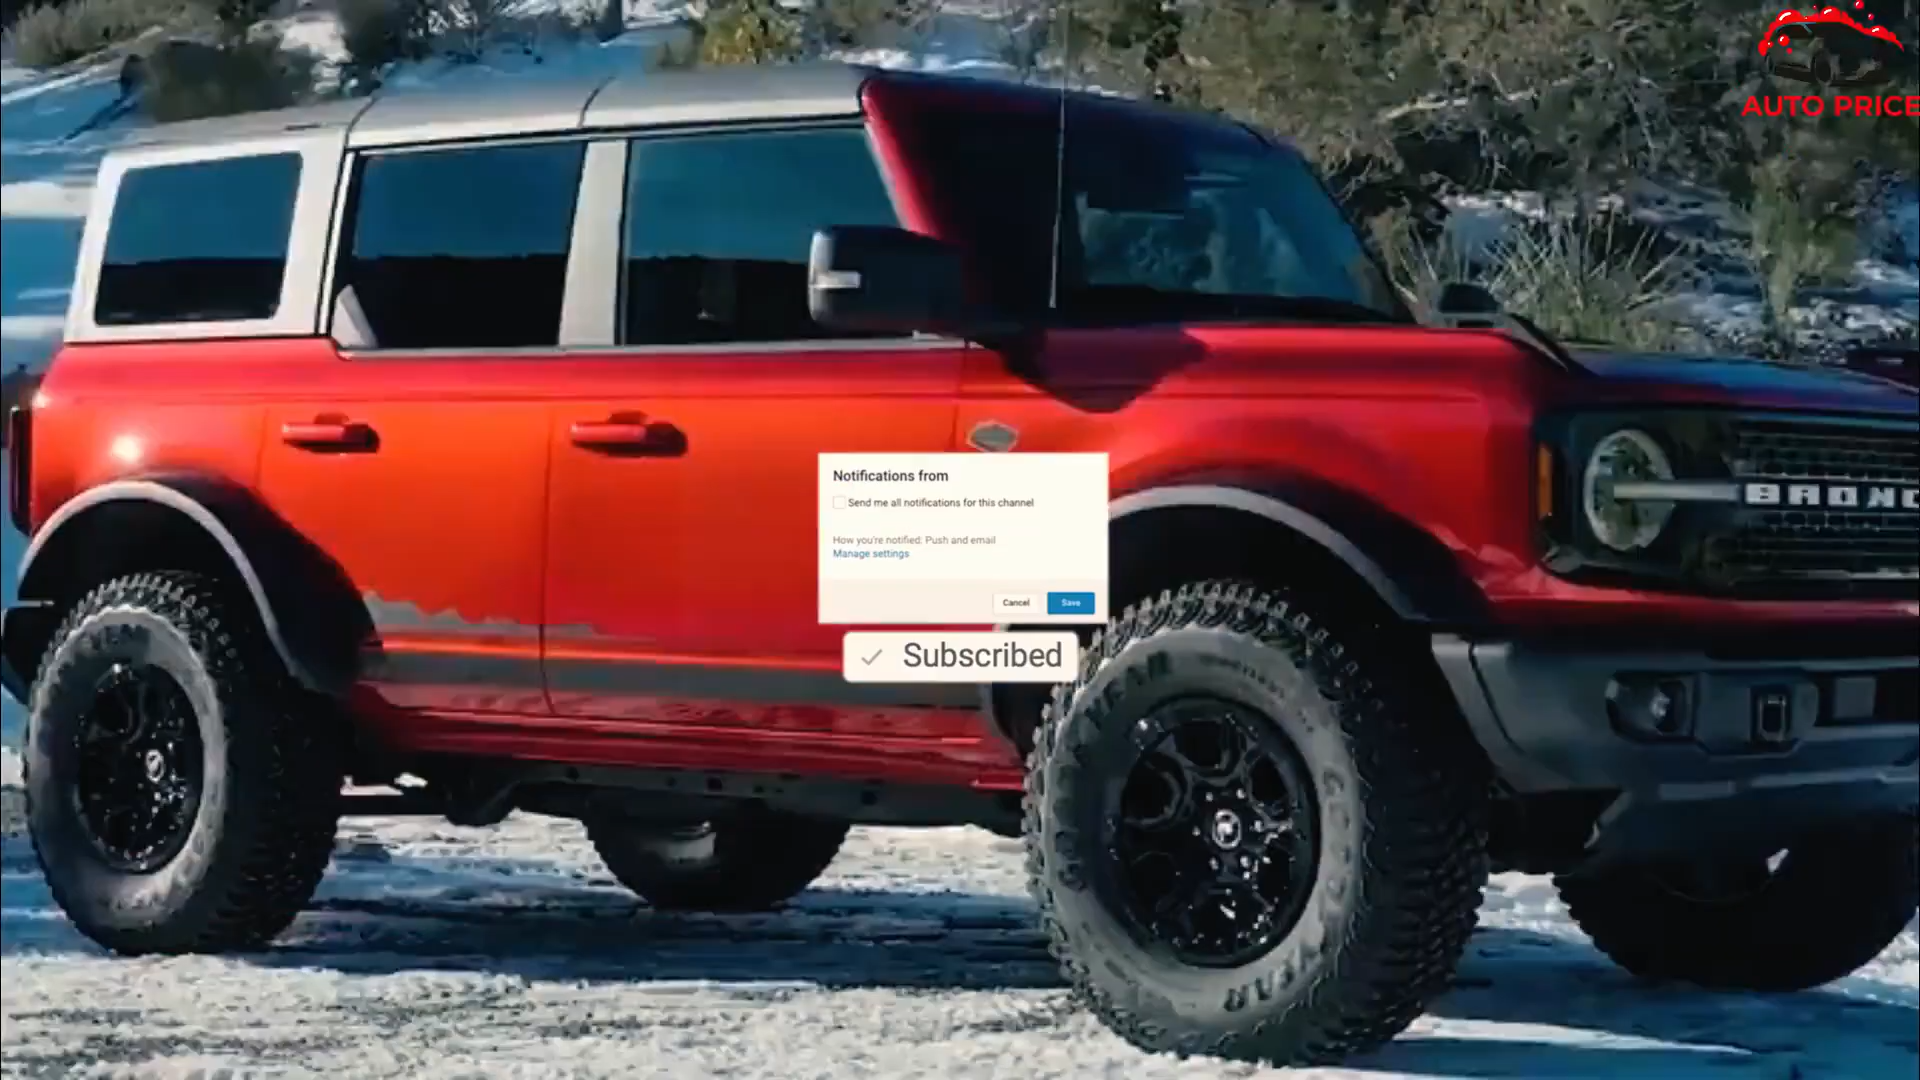 AUTO PRICE
BRONC
Notifications from
Send me all notifications for this channel
How you're notified: Push and email
Manage settings
Cancel
Save
Subscribed